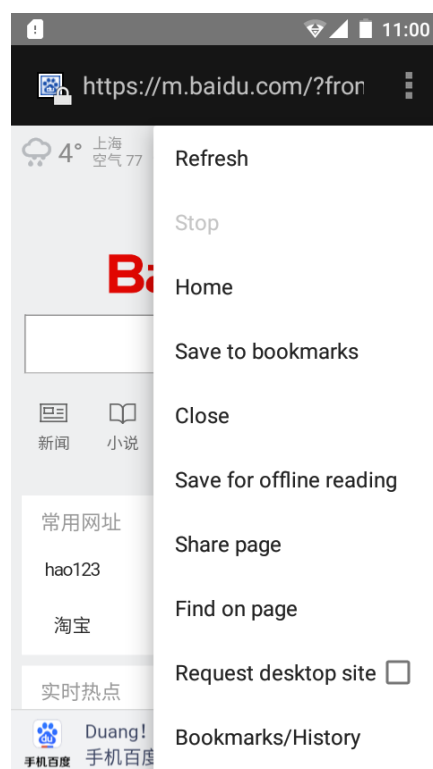 11:00
https://m.baidu.com/?fron
4°
上海
空气 77
Refresh
Stop
Home
Save to bookmarks
新闻
小说
Close
Save for offline reading
常用网址
Share page
hao123
Find on page
淘宝
Request desktop site
实时热点
Duang!
Bookmarks/History
手机百度
手机百度